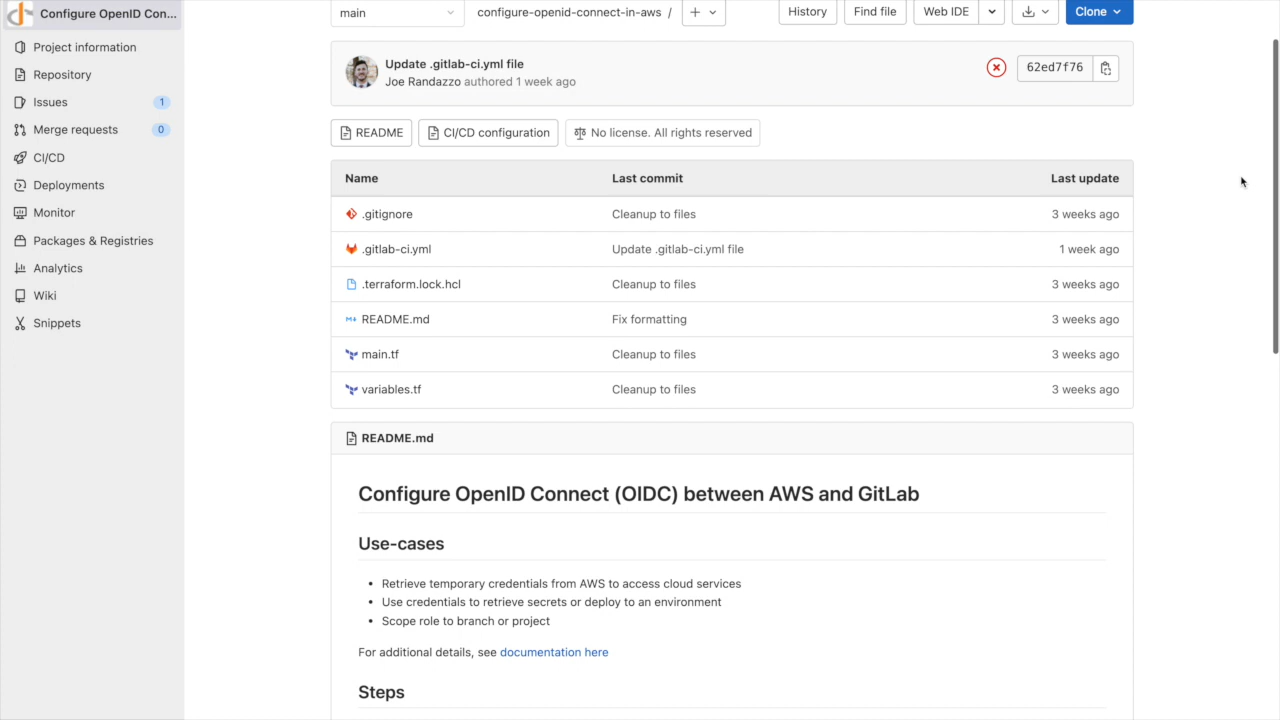 Configure OpenID Con...
Project information
Repository
Issues 1
Merge requests 0
CI/CD
Deployments
Monitor
Packages & Registries
Analytics
Wiki
Snippets
main configure-openid-connect-in-aws / + History Find file Web IDE Clone
Update .gitlab-ci.yml file
Joe Randazzo authored 1 week ago
62ed7f76
README CI/CD configuration No license. All rights reserved
Name Last commit Last update
.gitignore Cleanup to files 3 weeks ago
.gitlab-ci.yml Update .gitlab-ci.yml file 1 week ago
.terraform.lock.hcl Cleanup to files 3 weeks ago
README.md Fix formatting 3 weeks ago
main.tf Cleanup to files 3 weeks ago
variables.tf Cleanup to files 3 weeks ago
README.md
Configure OpenID Connect (OIDC) between AWS and GitLab
Use-cases
• Retrieve temporary credentials from AWS to access cloud services
• Use credentials to retrieve secrets or deploy to an environment
• Scope role to branch or project
For additional details, see documentation here
Steps